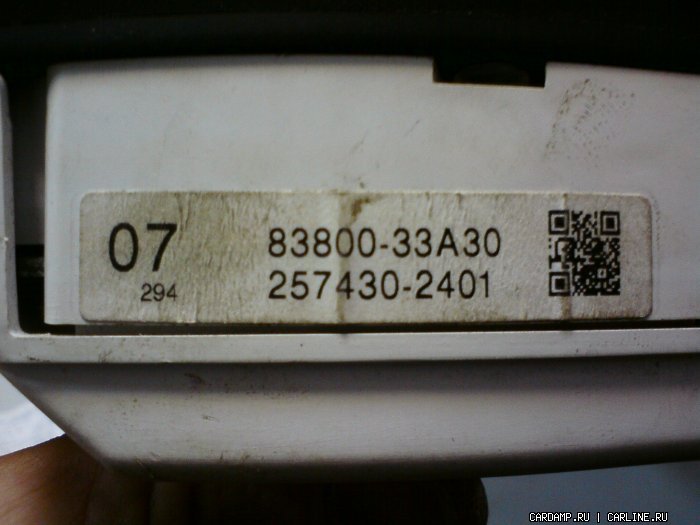 07
83800-33A30
294
257430-2401
CARDAMP.RU | CARLINE.RU